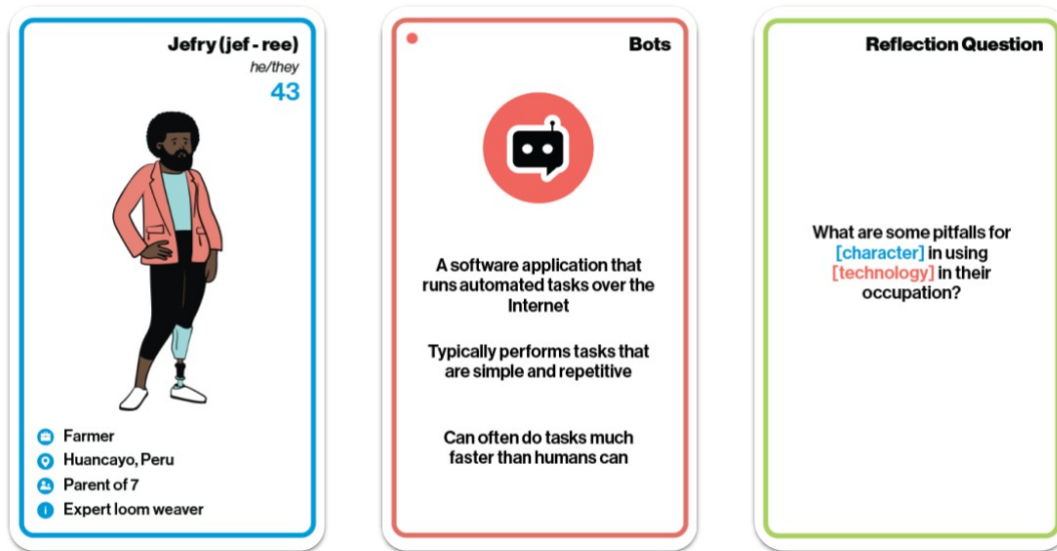 Jefry (jef - ree)
he/they
43
Farmer
Huancayo, Peru
Parent of 7
Expert loom weaver
Bots
A software application that
runs automated tasks over the
Internet
Typically performs tasks that
are simple and repetitive
Can often do tasks much
faster than humans can
Reflection Question
What are some pitfalls for
[character] in using
[technology] in their
occupation?